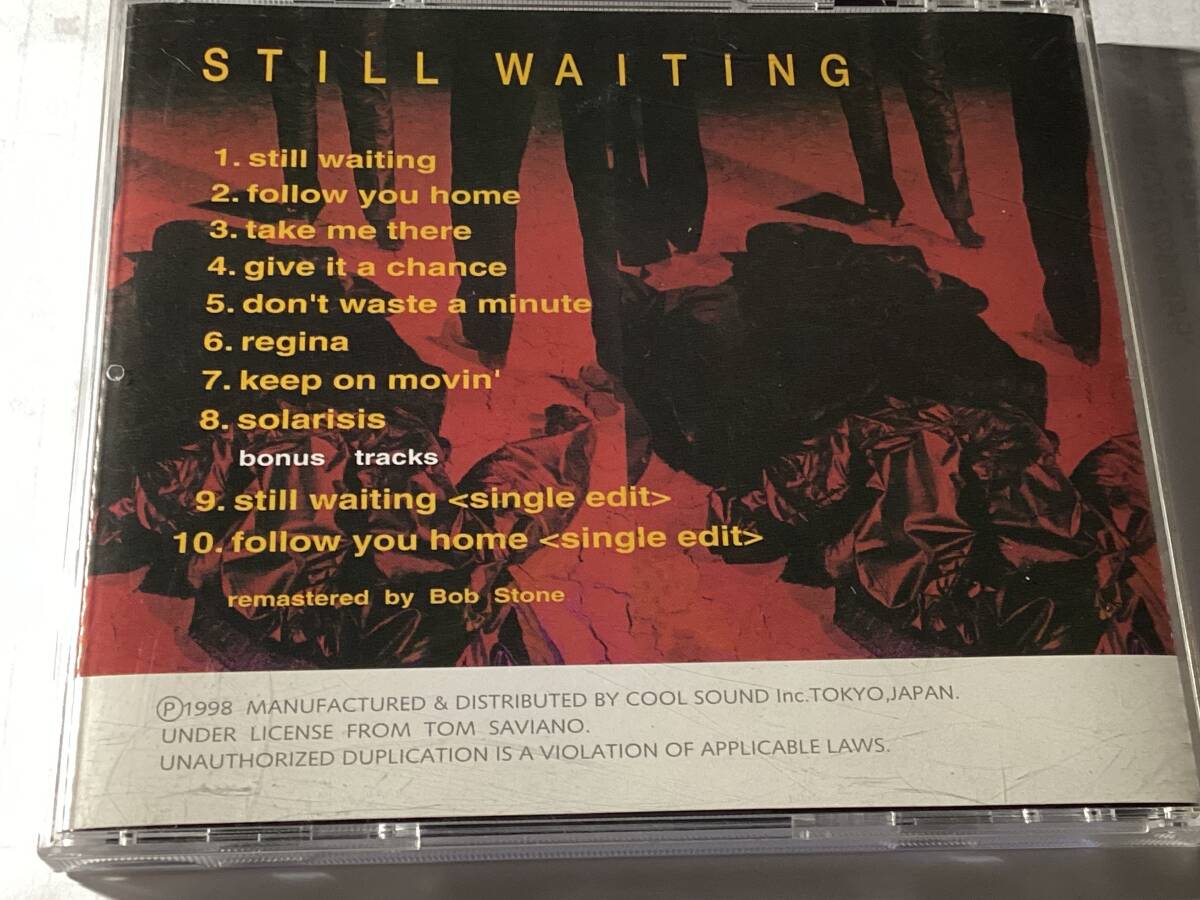 STILL WAITING
1. still waiting
2. follow you home
3. take me there
4. give it a chance
5. don't waste a minute
6. regina
7. keep on movin'
8. solarisis
bonus tracks
9. still waiting <single edit>
10. follow you home <single edit>
remastered by Bob Stone
Ⓟ1998 MANUFACTURED & DISTRIBUTED BY COOL SOUND Inc.TOKYO,JAPAN.
UNDER LICENSE FROM TOM SAVIANO.
UNAUTHORIZED DUPLICATION IS A VIOLATION OF APPLICABLE LAWS.